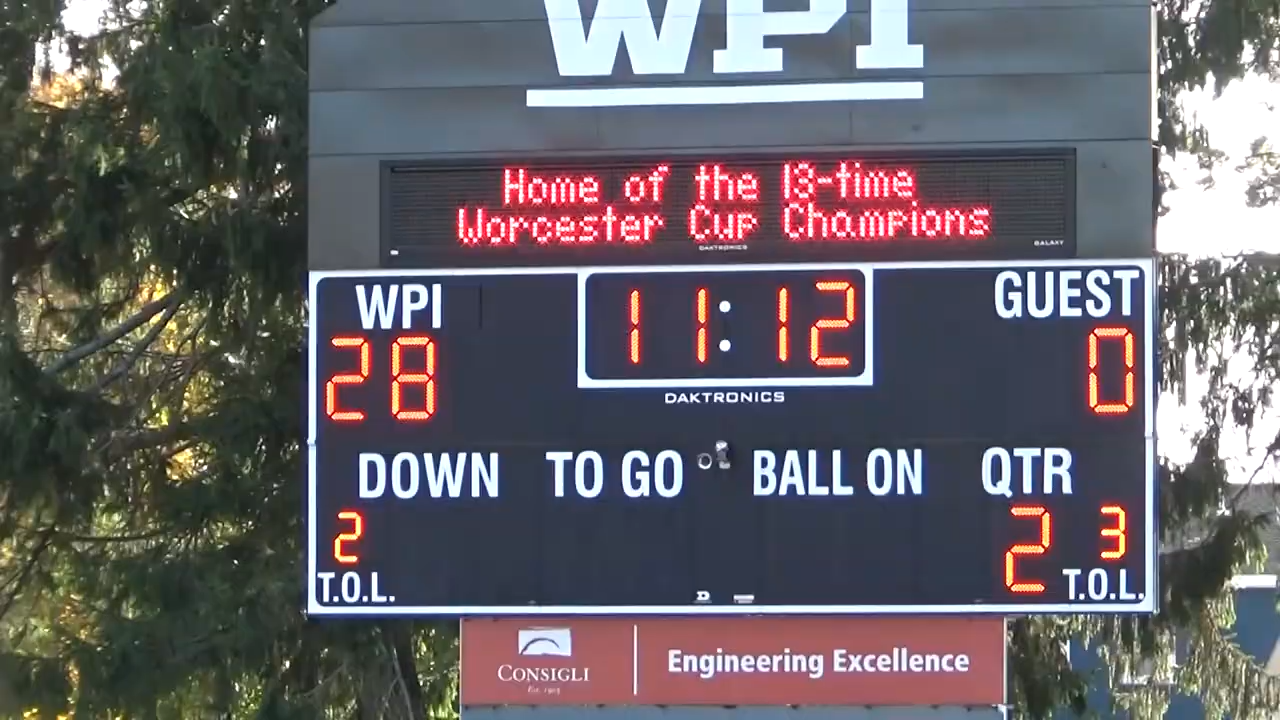 WPI
Home of the 18-time
Worcester Cup Champions
DAKTRONICS GALAXY
WPI 11:12 GUEST
28 0
DAKTRONICS
DOWN TO GO BALL ON QTR
2 2 3
T.O.L. T.O.L.
CONSIGLI
Est. 1905
Engineering Excellence